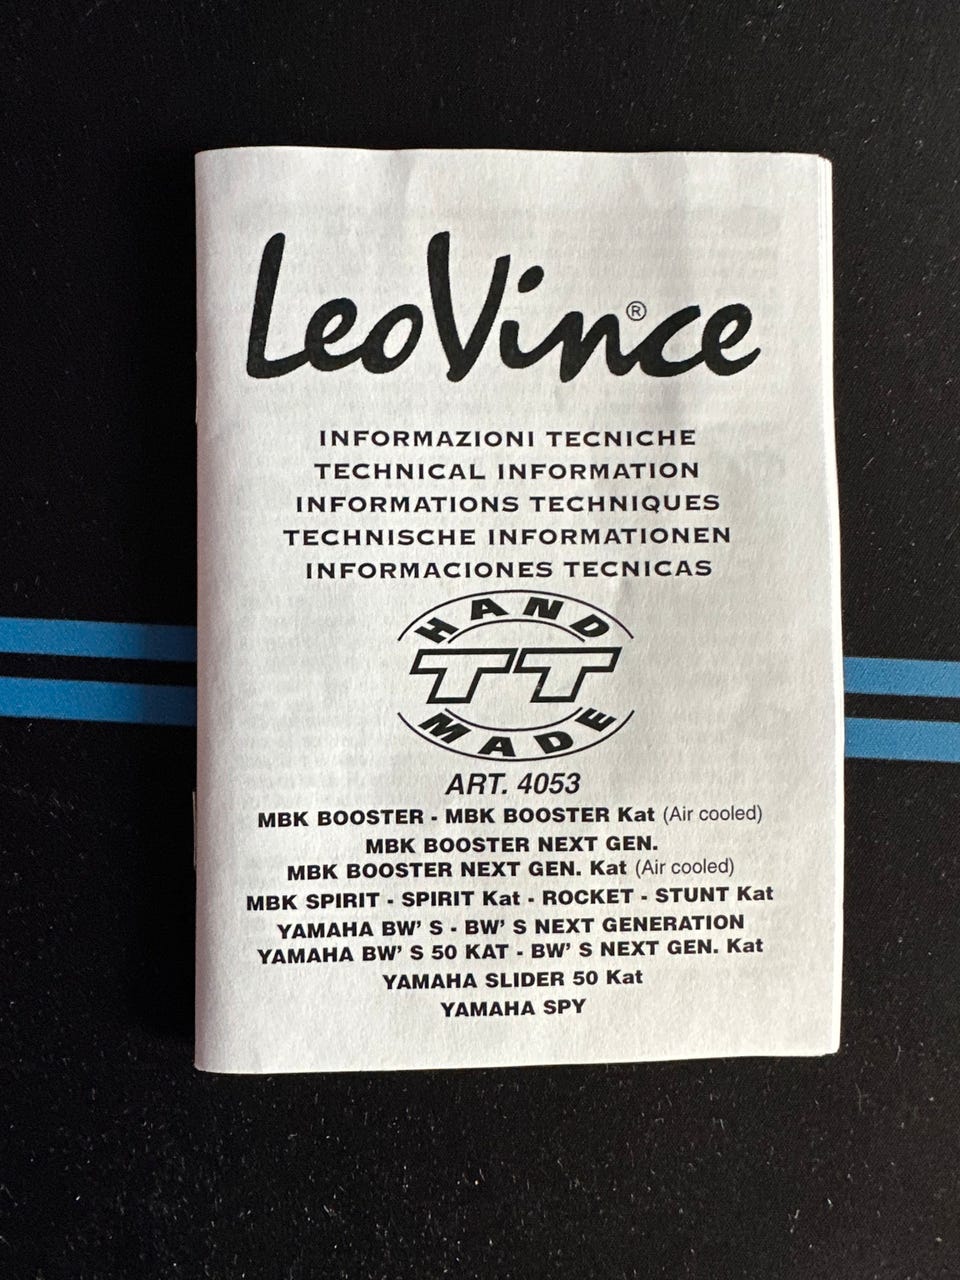 LeoVince®
INFORMAZIONI TECNICHE
TECHNICAL INFORMATION
INFORMATIONS TECHNIQUES
TECHNISCHE INFORMATIONEN
INFORMACIONES TECNICAS
HAND
TT
MADE
ART. 4053
MBK BOOSTER - MBK BOOSTER Kat (Air cooled)
MBK BOOSTER NEXT GEN.
MBK BOOSTER NEXT GEN. Kat (Air cooled)
MBK SPIRIT - SPIRIT Kat - ROCKET - STUNT Kat
YAMAHA BW' S - BW' S NEXT GENERATION
YAMAHA BW' S 50 KAT - BW' S NEXT GEN. Kat
YAMAHA SLIDER 50 Kat
YAMAHA SPY